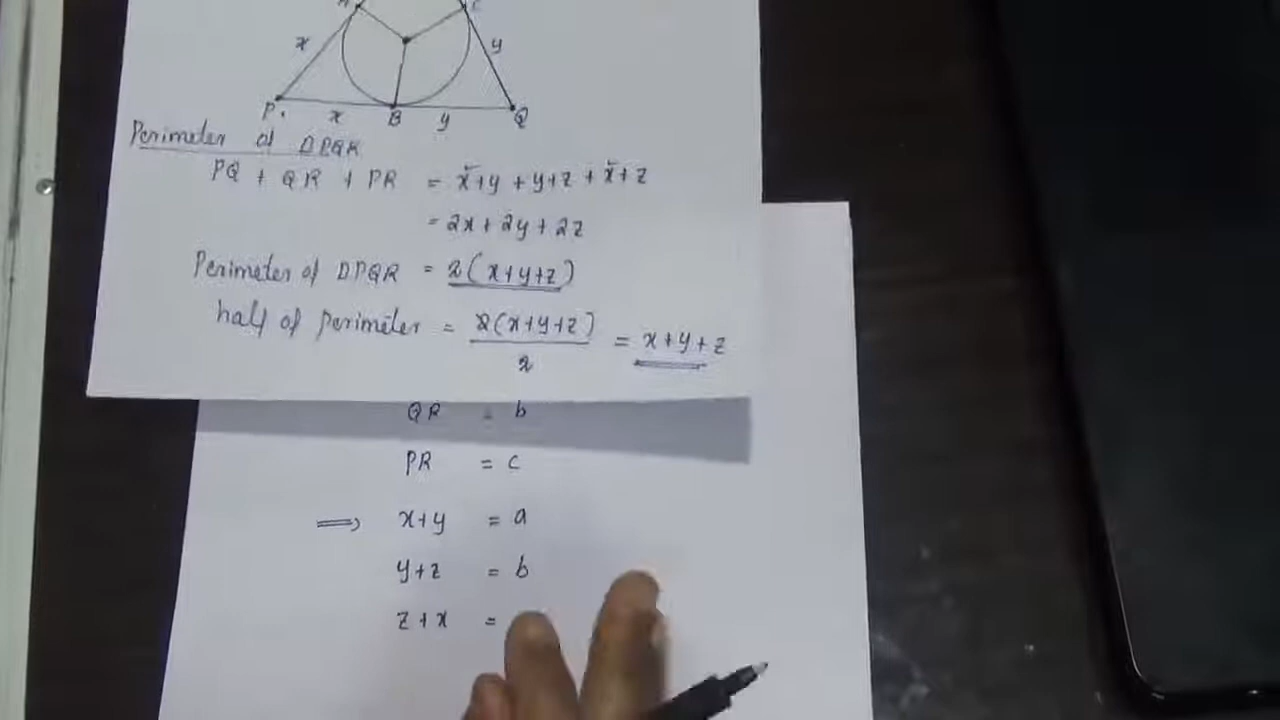 x y
P. x B y Q
Perimeter of ΔPQR
PQ + QR + PR = x+y + y+z + x+z
= 2x + 2y + 2z
Perimeter of ΔPQR = 2(x+y+z)
half of perimeter = 2(x+y+z)/2 = x+y+z
QR = b
PR = c
⟹ x+y = a
y+z = b
z+x =